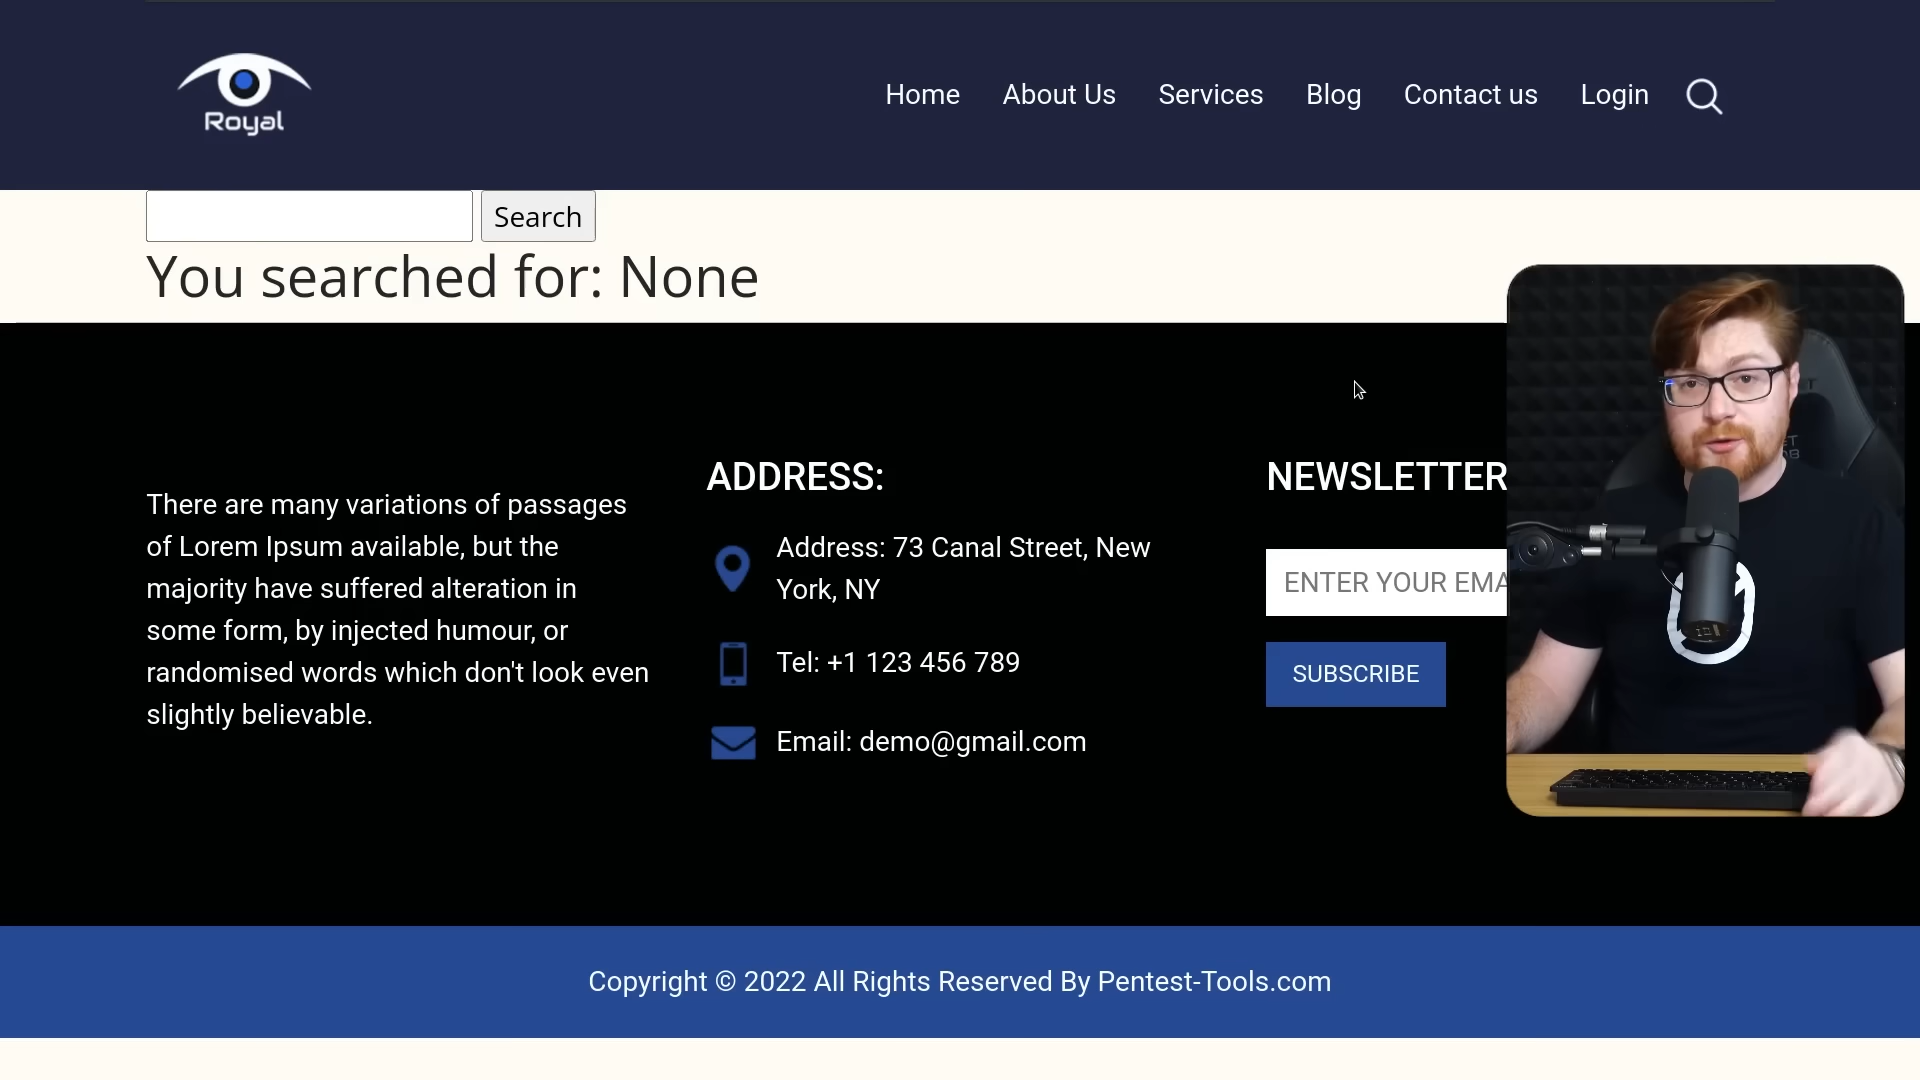 Royal
Home
About Us
Services
Blog
Contact us
Login
Search
You searched for: None
There are many variations of passages
of Lorem Ipsum available, but the
majority have suffered alteration in
some form, by injected humour, or
randomised words which don't look even
slightly believable.
ADDRESS:
Address: 73 Canal Street, New
York, NY
Tel: +1 123 456 789
Email: demo@gmail.com
NEWSLETTER
ENTER YOUR EMA
SUBSCRIBE
Copyright © 2022 All Rights Reserved By Pentest-Tools.com